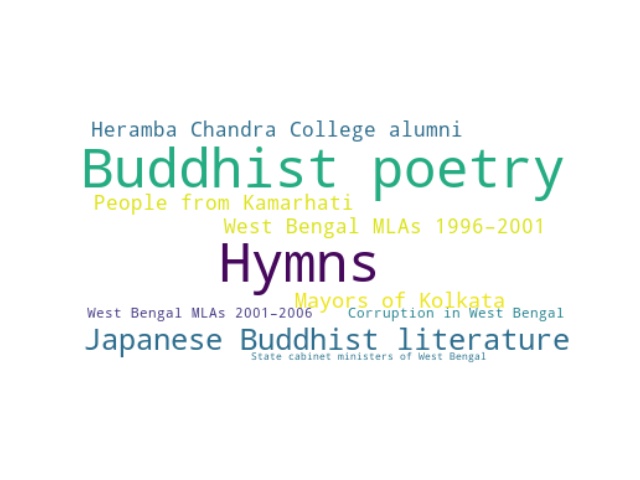 Heramba Chandra College alumni
Buddhist poetry
People from Kamarhati
West Bengal MLAs 1996–2001
Hymns
Mayors of Kolkata
West Bengal MLAs 2001–2006
Corruption in West Bengal
Japanese Buddhist literature
State cabinet ministers of West Bengal